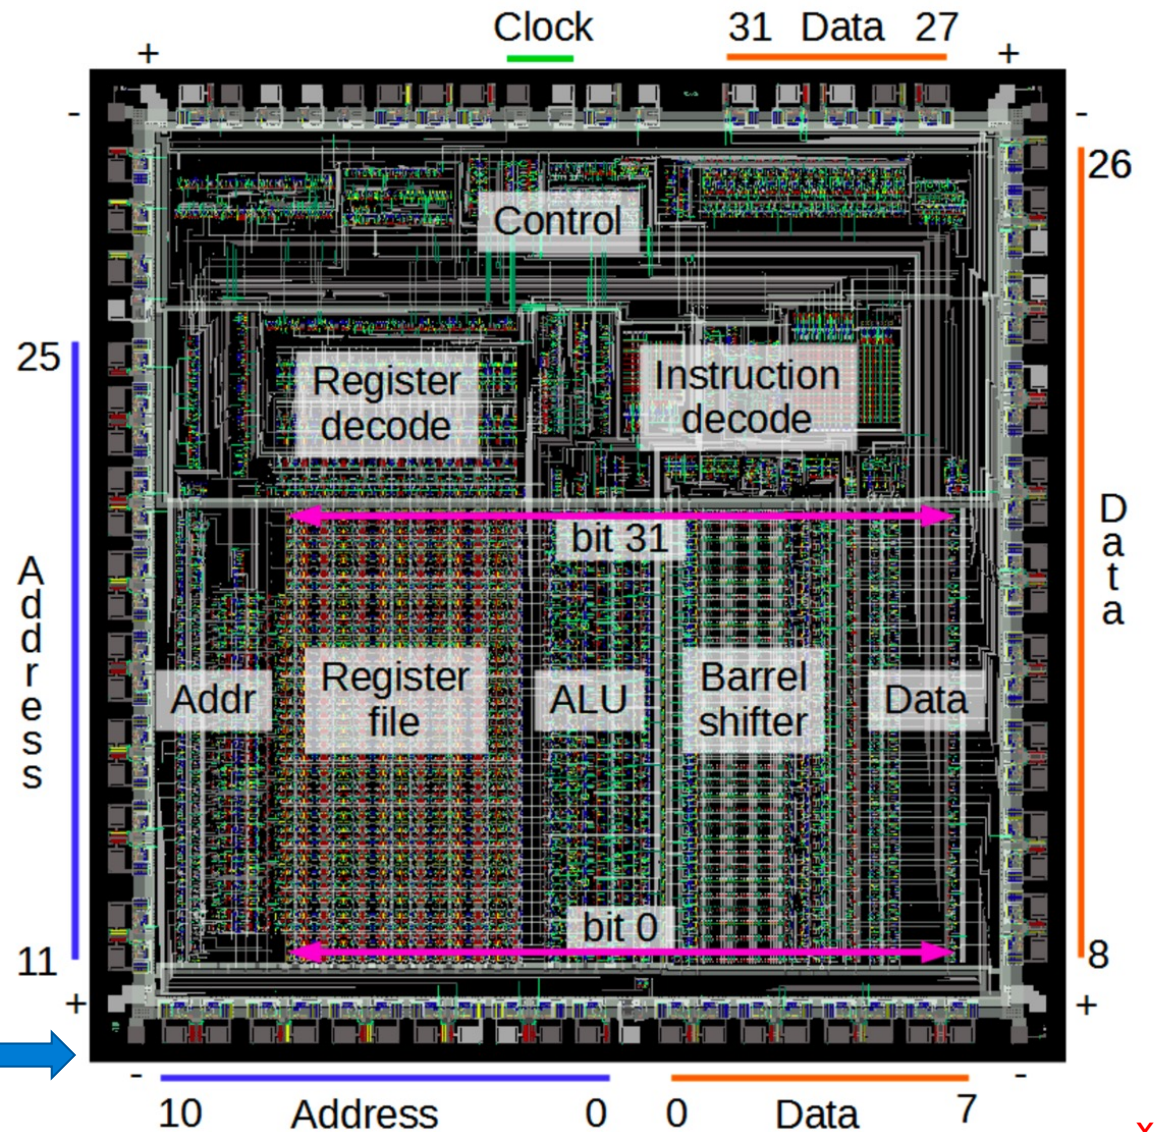 Clock
31 Data 27
+
+
-
-
26
Control
25
Register
decode
Instruction
decode
bit 31
Address
Data
Addr
Register
file
ALU
Barrel
shifter
Data
bit 0
11
8
+
+
-
-
10 Address 0
0 Data 7
x